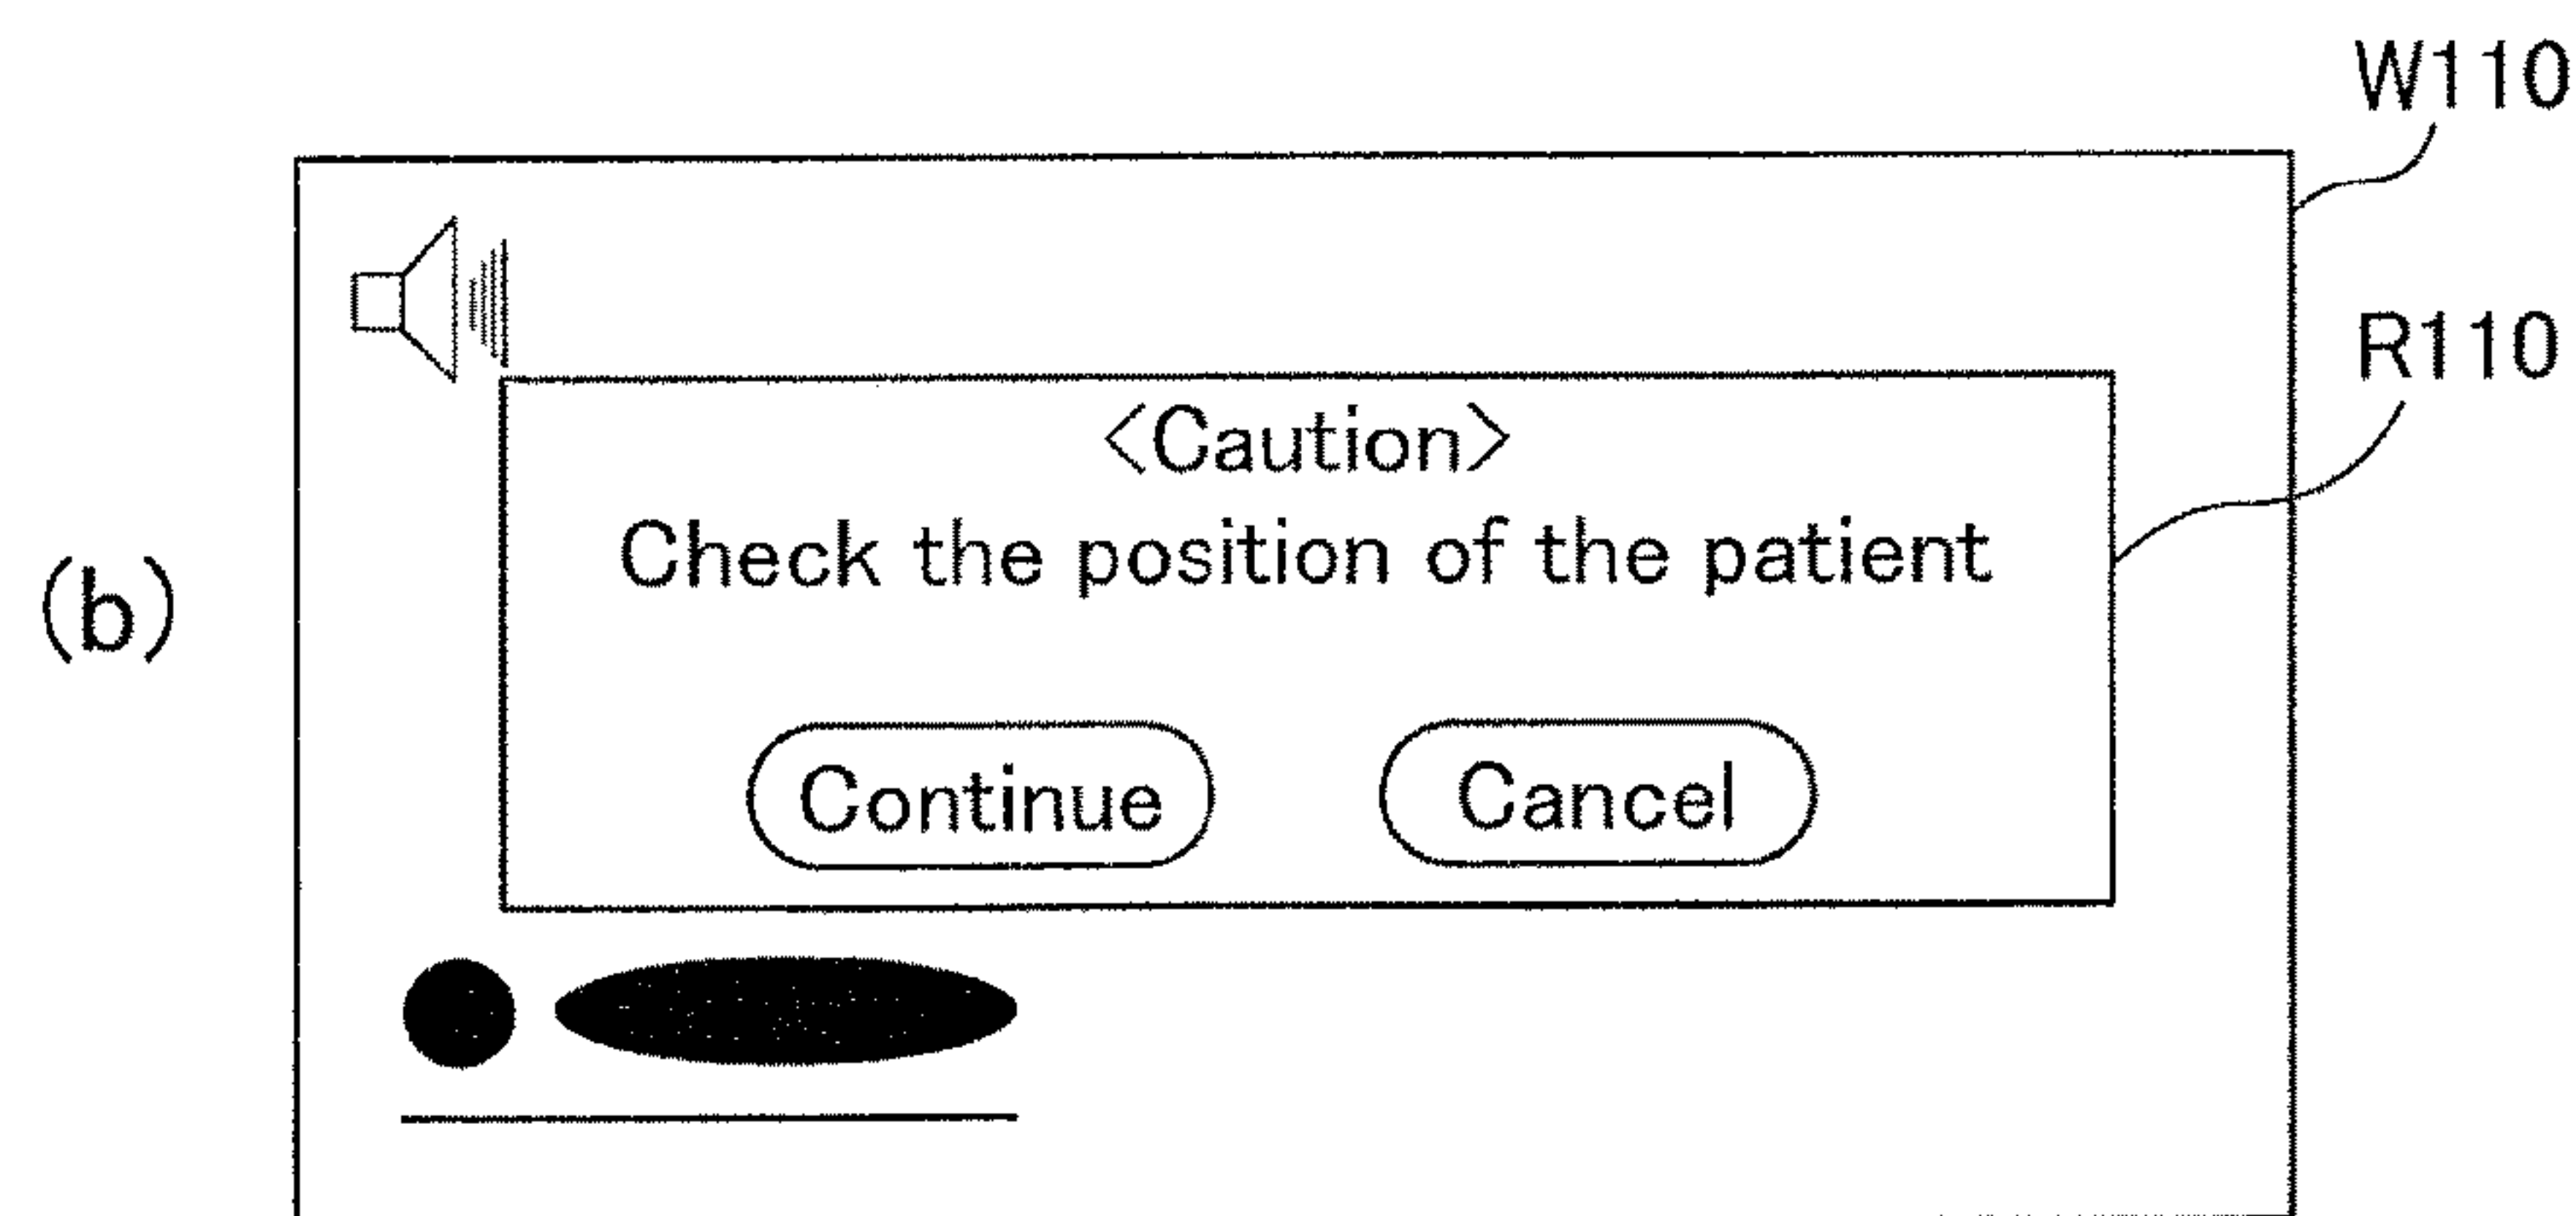 W110
R110
<Caution>
Check the position of the patient
(b)
Continue
Cancel